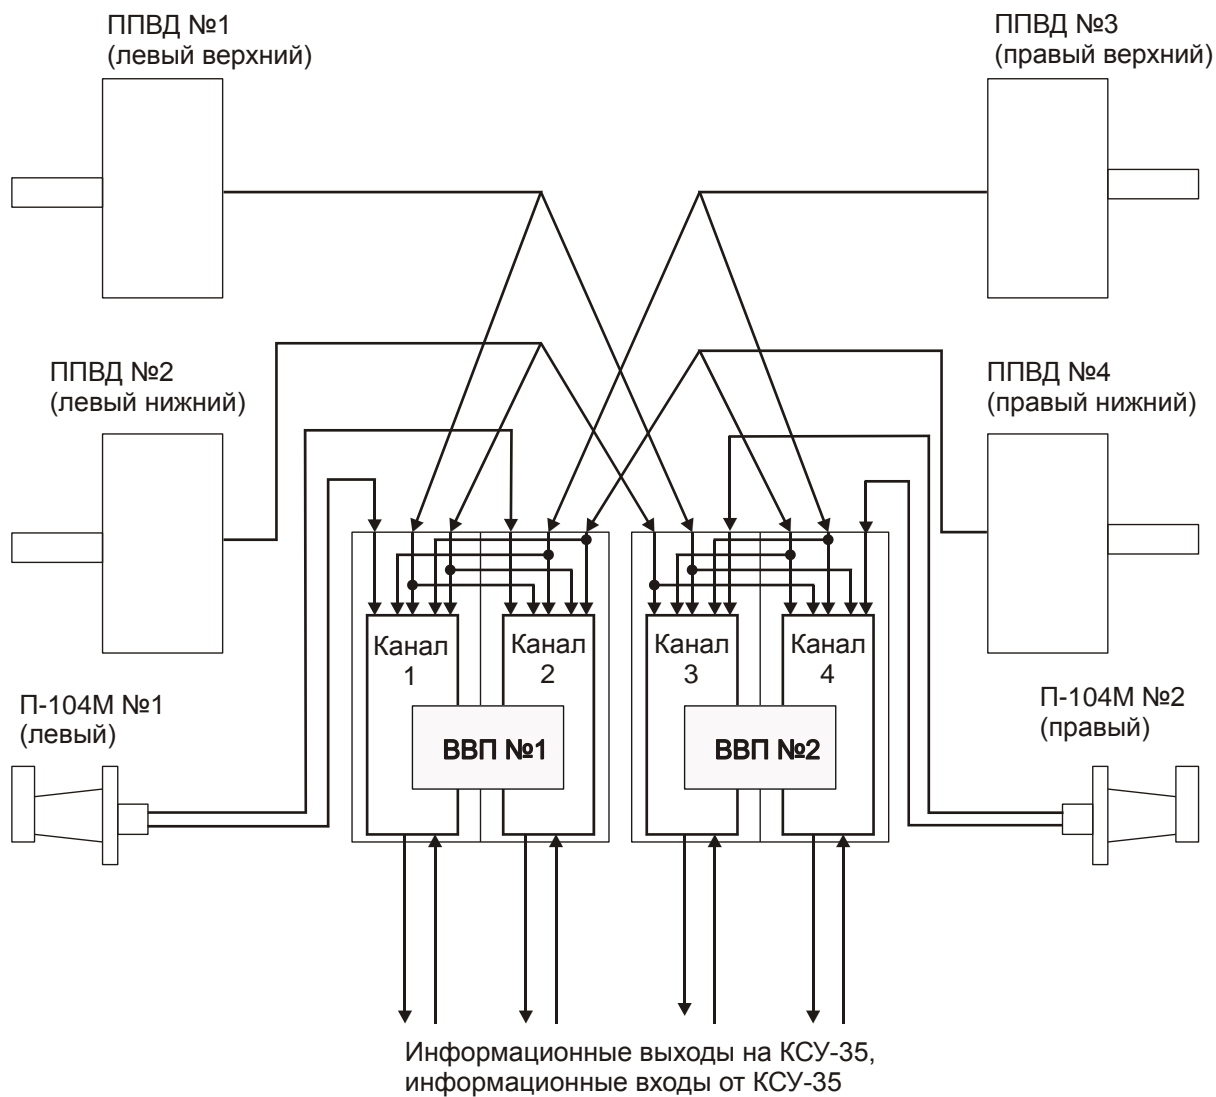 ППВД №1
(левый верхний)
ППВД №3
(правый верхний)
ППВД №2
(левый нижний)
ППВД №4
(правый нижний)
Канал
1
Канал
2
Канал
3
Канал
4
П-104М №1
(левый)
П-104М №2
(правый)
ВВП №1
ВВП №2
Информационные выходы на КСУ-35,
информационные входы от КСУ-35